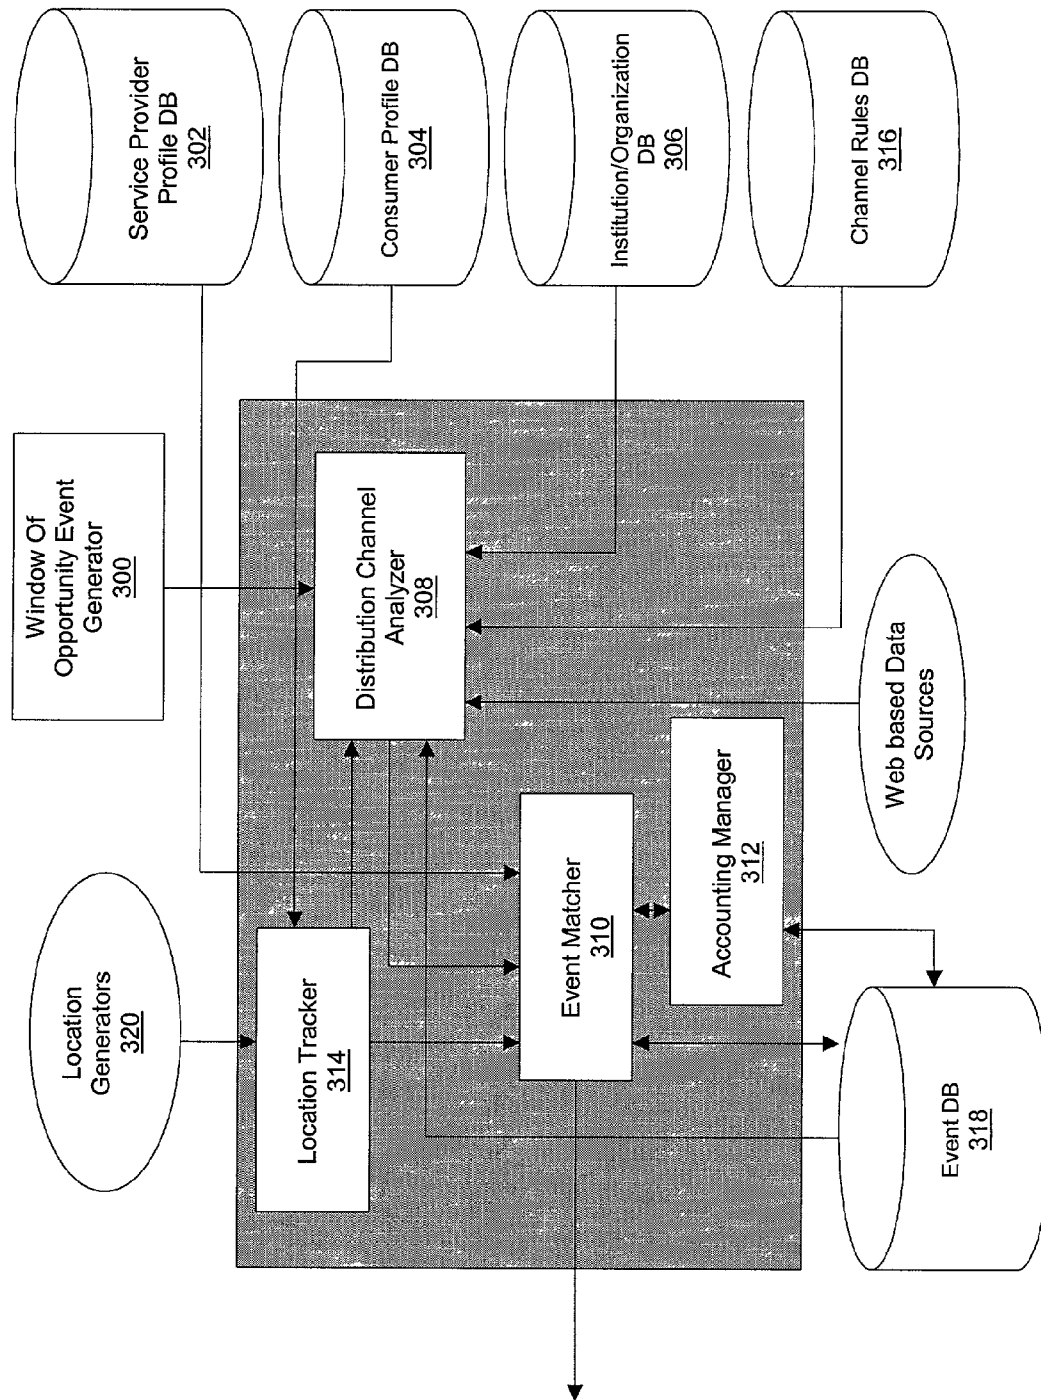 Service Provider
Profile DB
302
Consumer Profile DB
304
Institution/Organization
DB
306
Channel Rules DB
316
Window Of
Opportunity Event
Generator
300
Distribution Channel
Analyzer
308
Web based Data
Sources
Location
Generators
320
Location Tracker
314
Event Matcher
310
Accounting Manager
312
Event DB
318